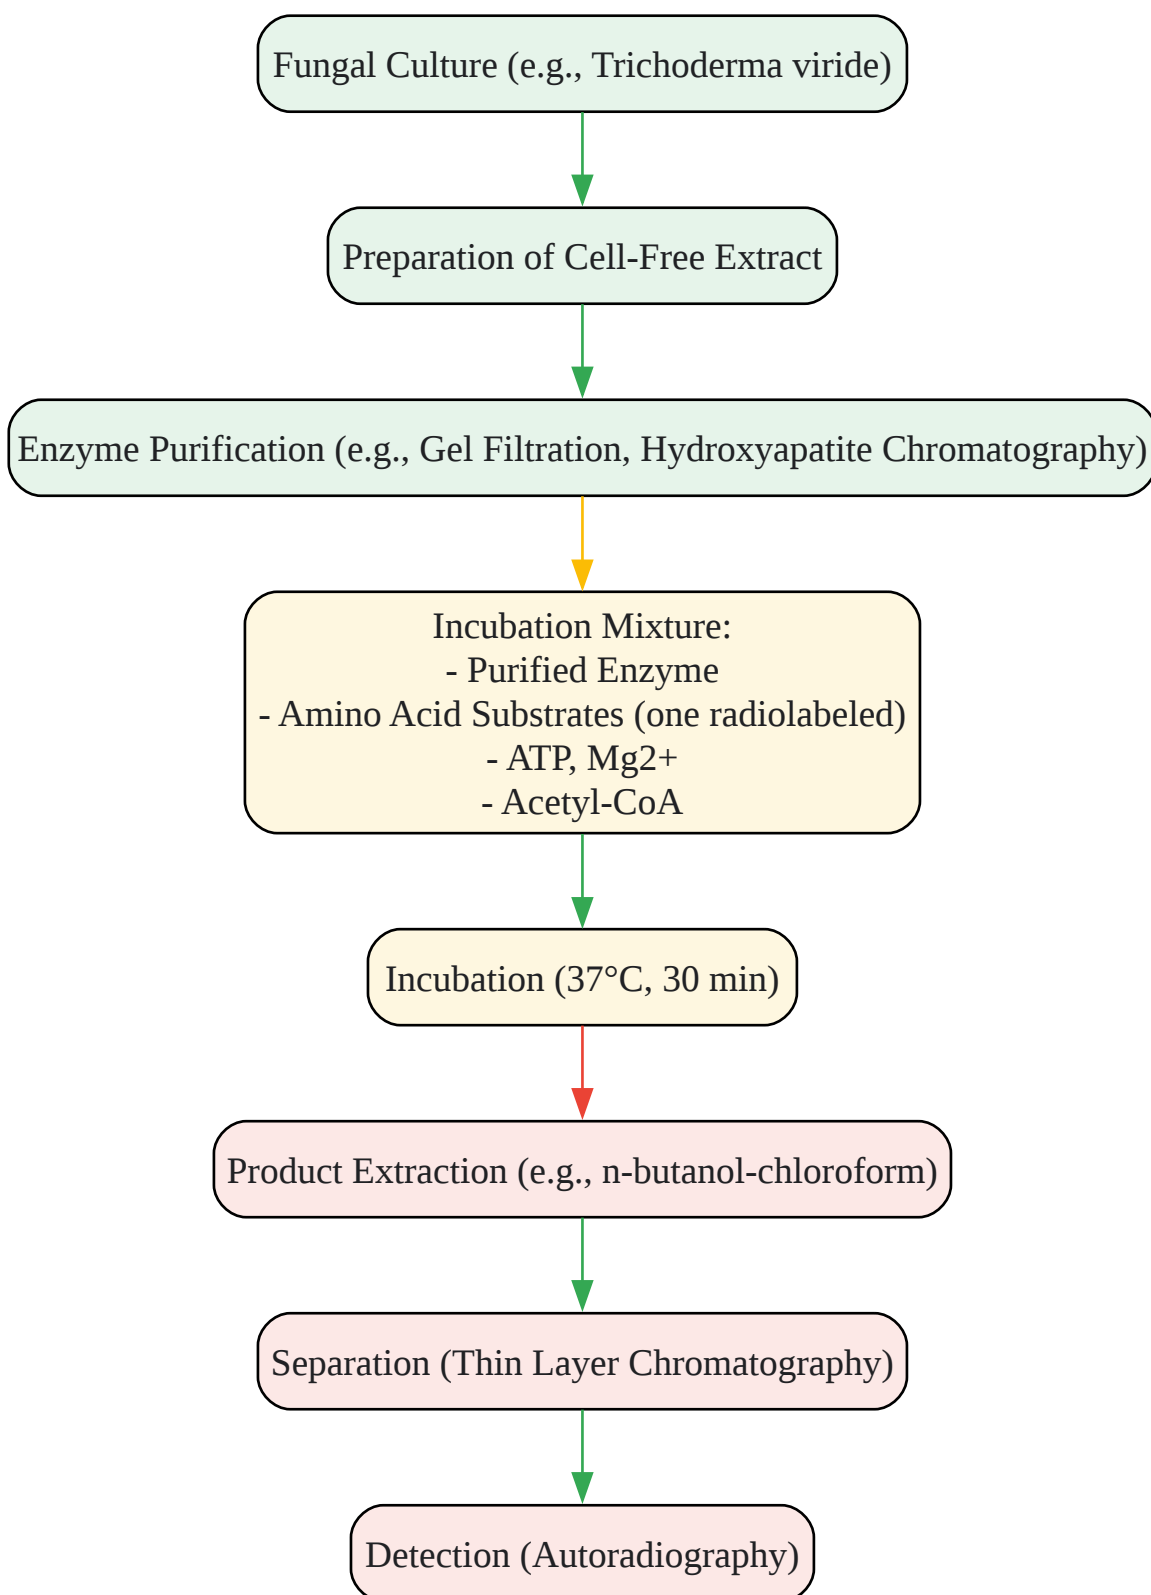 Fungal Culture (e.g., Trichoderma viride)
Preparation of Cell-Free Extract
Enzyme Purification (e.g., Gel Filtration, Hydroxyapatite Chromatography)
Incubation Mixture:
- Purified Enzyme
- Amino Acid Substrates (one radiolabeled)
- ATP, Mg2+
- Acetyl-CoA
Incubation (37°C, 30 min)
Product Extraction (e.g., n-butanol-chloroform)
Separation (Thin Layer Chromatography)
Detection (Autoradiography)